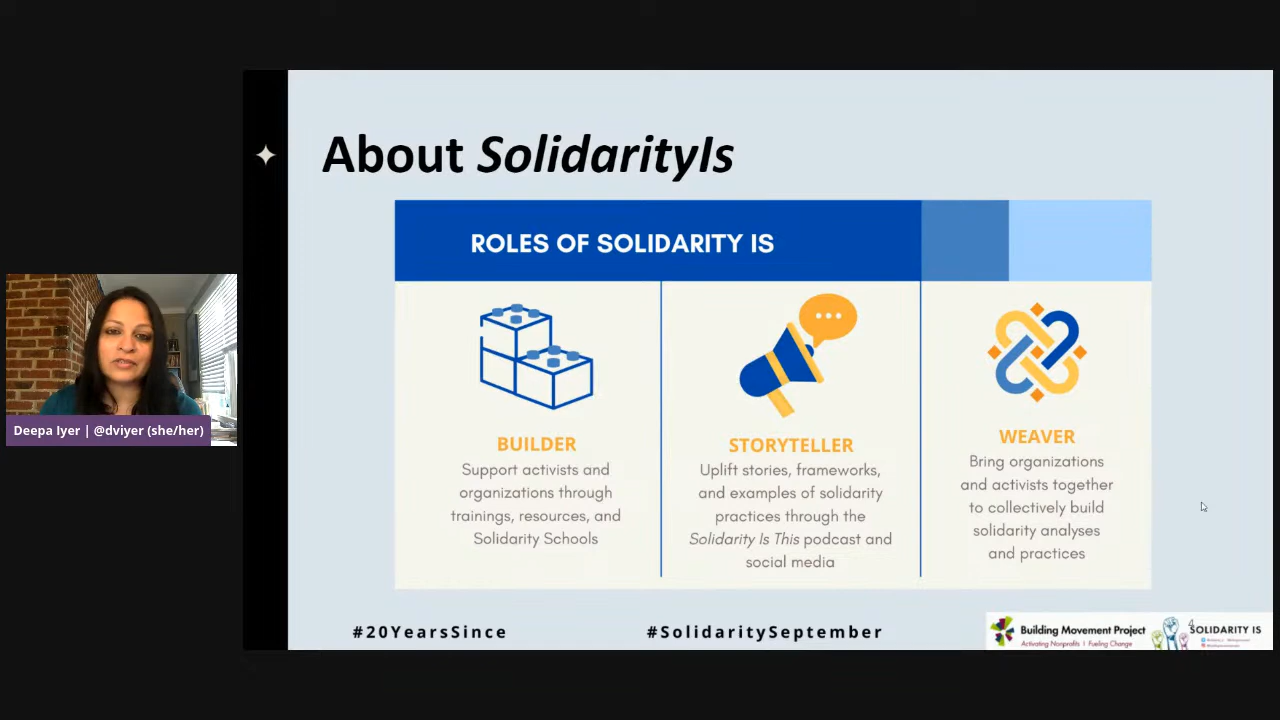 About SolidarityIs
ROLES OF SOLIDARITY IS
BUILDER
Support activists and
organizations through
trainings, resources, and
Solidarity Schools
STORYTELLER
Uplift stories, frameworks,
and examples of solidarity
practices through the
Solidarity Is This podcast and
social media
WEAVER
Bring organizations
and activists together
to collectively build
solidarity analyses
and practices
Deepa Iyer | @dviyer (she/her)
#20YearsSince
#SolidaritySeptember
Building Movement Project
Activating Nonprofits | Fueling Change
4
SOLIDARITY IS